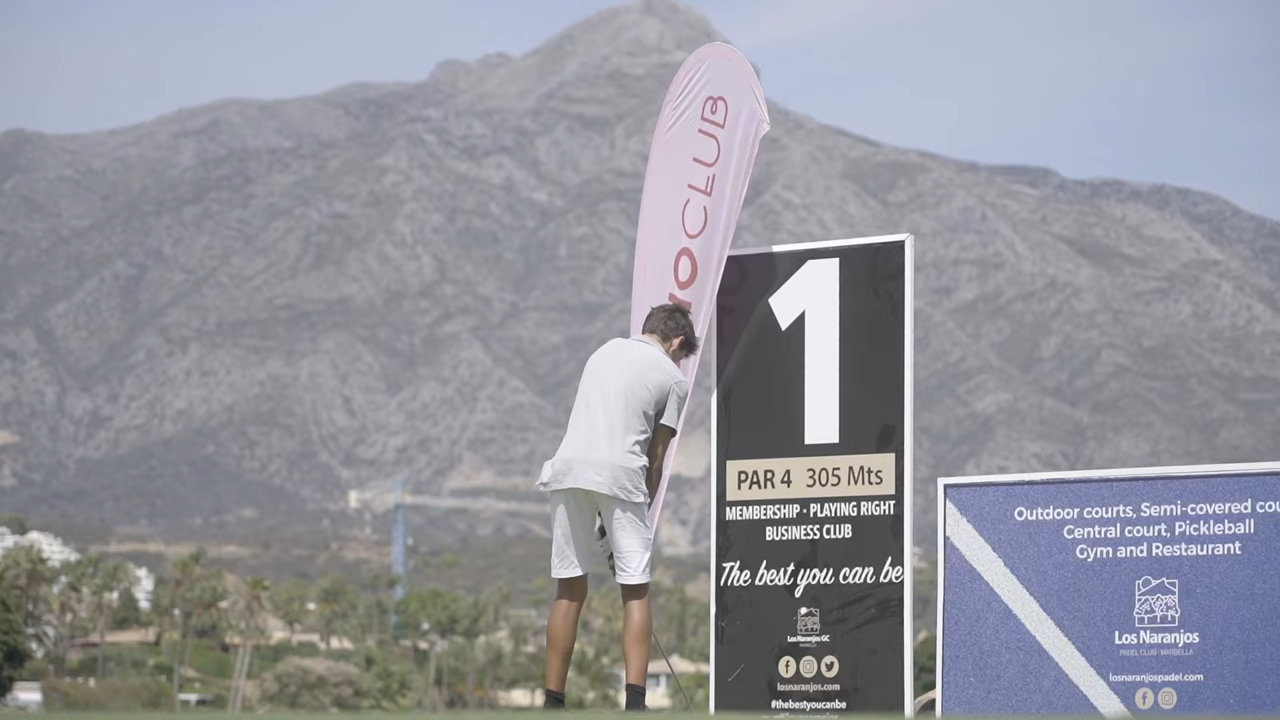 OCLUB
1
PAR 4 305 Mts
MEMBERSHIP · PLAYING RIGHT
BUSINESS CLUB
The best you can be
Los Naranjos GC
MARBELLA
losnaranjos.com
#thebestyoucanbe
Outdoor courts, Semi-covered cou
Central court, Pickleball
Gym and Restaurant
Los Naranjos
PADEL CLUB · MARBELLA
losnaranjospadel.com